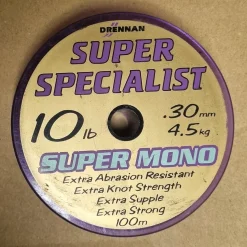 DRENNAN
SUPER
SPECIALIST
10lb
.30mm
4.5kg
SUPER MONO
Extra Abrasion Resistant
Extra Knot Strength
Extra Supple
Extra Strong
100m